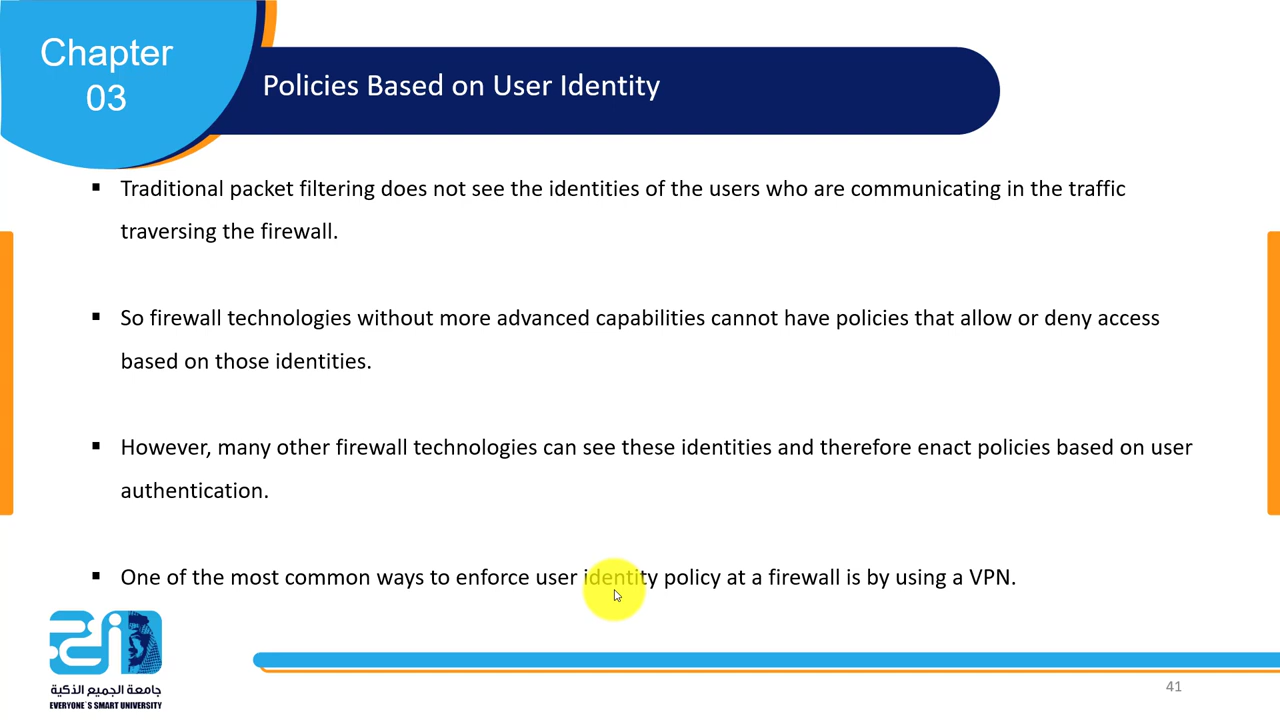 Chapter
03
Policies Based on User Identity
▪ Traditional packet filtering does not see the identities of the users who are communicating in the traffic
traversing the firewall.
▪ So firewall technologies without more advanced capabilities cannot have policies that allow or deny access
based on those identities.
▪ However, many other firewall technologies can see these identities and therefore enact policies based on user
authentication.
▪ One of the most common ways to enforce user identity policy at a firewall is by using a VPN.
جامعة الجميع الذكية
EVERYONE`S SMART UNIVERSITY
41